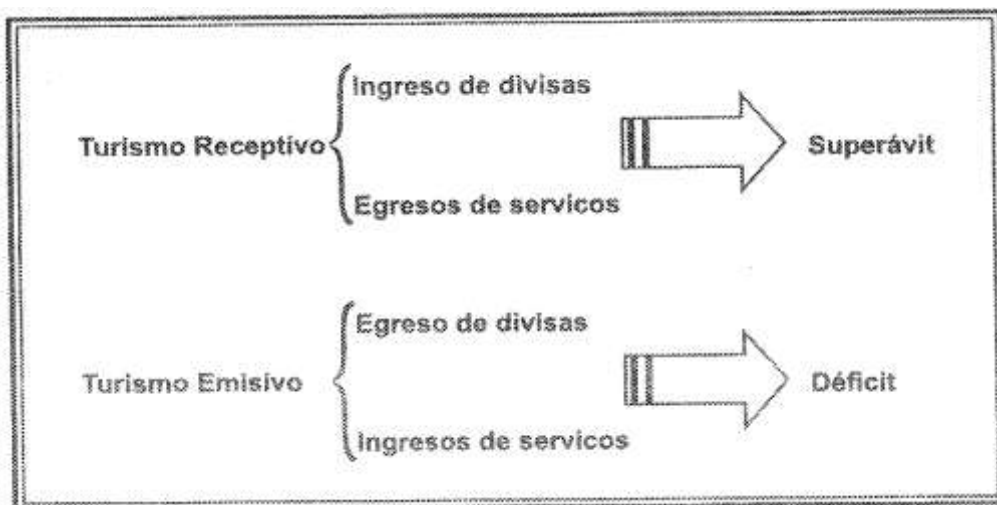 Ingreso de divisas
Turismo Receptivo
Superávit
Egresos de servicos
Egreso de divisas
Turismo Emisivo
Déficit
Ingresos de servicos